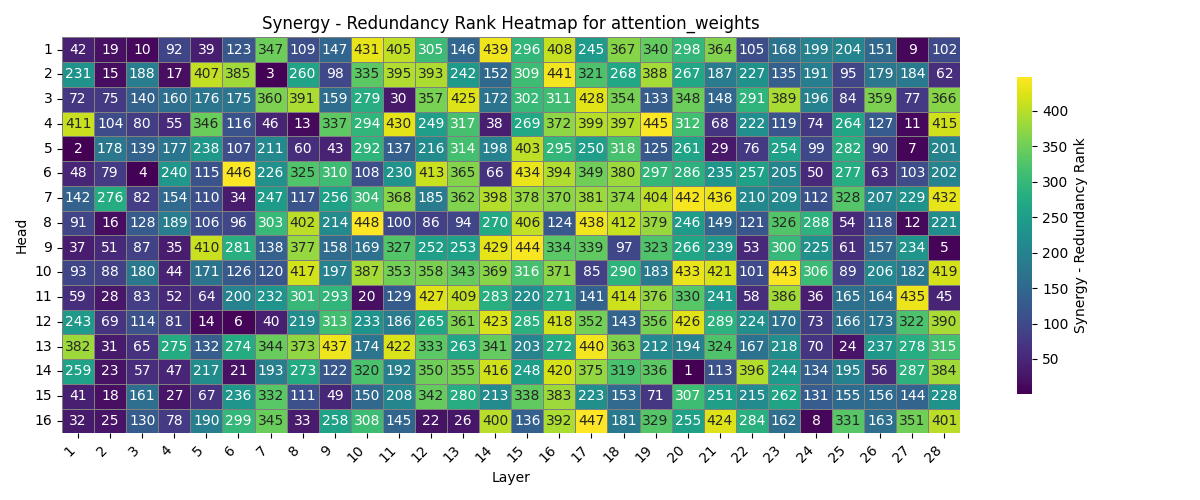 Synergy - Redundancy Rank Heatmap for attention_weights
1 42 19 10 92 39 123 347 109 147 431 405 305 146 439 296 408 245 367 340 298 364 105 168 199 204 151 9 102
2 231 15 188 17 407 385 3 260 98 335 395 393 242 152 309 441 321 268 388 267 187 227 135 191 95 179 184 62
3 72 75 140 160 176 175 360 391 159 279 30 357 425 172 302 311 428 354 133 348 148 291 389 196 84 359 77 366
4 411 104 80 55 346 116 46 13 337 294 430 249 317 38 269 372 399 397 445 312 68 222 119 74 264 127 11 415
5 2 178 139 177 238 107 211 60 43 292 137 216 314 198 403 295 250 318 125 261 29 76 254 99 282 90 7 201
6 48 79 4 240 115 446 226 325 310 108 230 413 365 66 434 394 349 380 297 286 235 257 205 50 277 63 103 202
7 142 276 82 154 110 34 247 117 256 304 368 185 362 398 378 370 381 374 404 442 436 210 209 112 328 207 229 432
8 91 16 128 189 106 96 303 402 214 448 100 86 94 270 406 124 438 412 379 246 149 121 326 288 54 118 12 221
9 37 51 87 35 410 281 138 377 158 169 327 252 253 429 444 334 339 97 323 266 239 53 300 225 61 157 234 5
10 93 88 180 44 171 126 120 417 197 387 353 358 343 369 316 371 85 290 183 433 421 101 443 306 89 206 182 419
11 59 28 83 52 64 200 232 301 293 20 129 427 409 283 220 271 141 414 376 330 241 58 386 36 165 164 435 45
12 243 69 114 81 14 6 40 219 313 233 186 265 361 423 285 418 352 143 356 426 289 224 170 73 166 173 322 390
13 382 31 65 275 132 274 344 373 437 174 422 333 263 341 203 272 440 363 212 194 324 167 218 70 24 237 278 315
14 259 23 57 47 217 21 193 273 122 320 192 350 355 416 248 420 375 319 336 1 113 396 244 134 195 56 287 384
15 41 18 161 27 67 236 332 111 49 150 208 342 280 213 338 383 223 153 71 307 251 215 262 131 155 156 144 228
16 32 25 130 78 190 299 345 33 258 308 145 22 26 400 136 392 447 181 329 255 424 284 162 8 331 163 351 401
1 2 3 4 5 6 7 8 9 10 11 12 13 14 15 16 17 18 19 20 21 22 23 24 25 26 27 28
Layer
Head
400
350
300
250
200
150
100
50
Synergy - Redundancy Rank